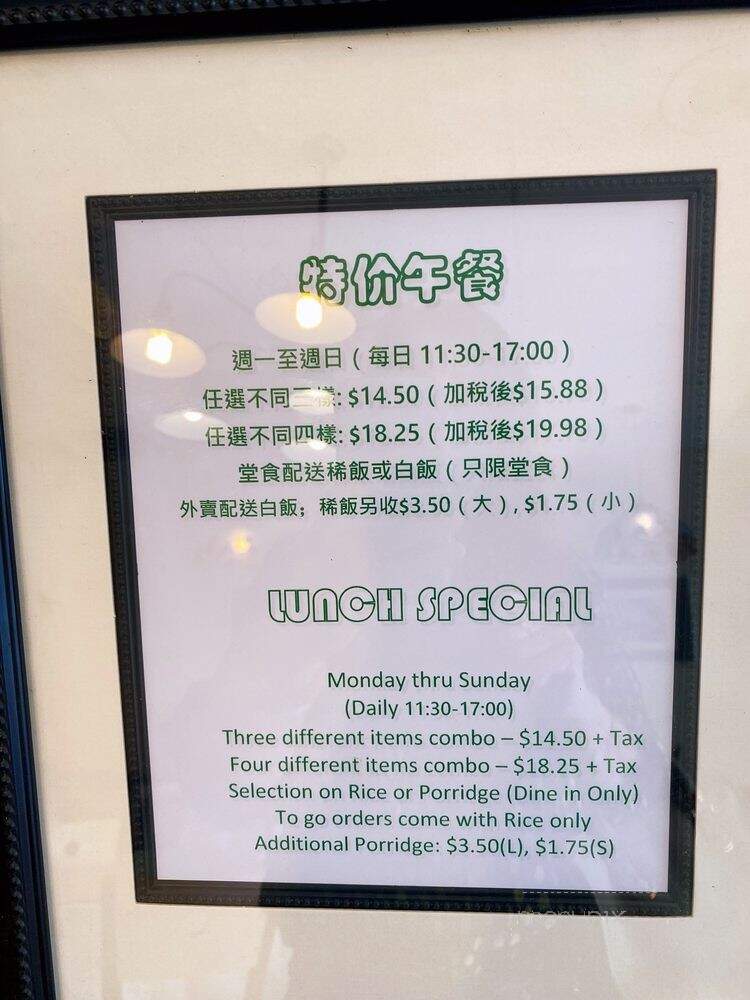 特价午餐
週一至週日（每日 11:30-17:00）
任選不同三樣: $14.50（加稅後$15.88）
任選不同四樣: $18.25（加稅後$19.98）
堂食配送稀飯或白飯（只限堂食）
外賣配送白飯；稀飯另收$3.50（大）, $1.75（小）
LUNCH SPECIAL
Monday thru Sunday
(Daily 11:30-17:00)
Three different items combo – $14.50 + Tax
Four different items combo – $18.25 + Tax
Selection on Rice or Porridge (Dine in Only)
To go orders come with Rice only
Additional Porridge: $3.50(L), $1.75(S)